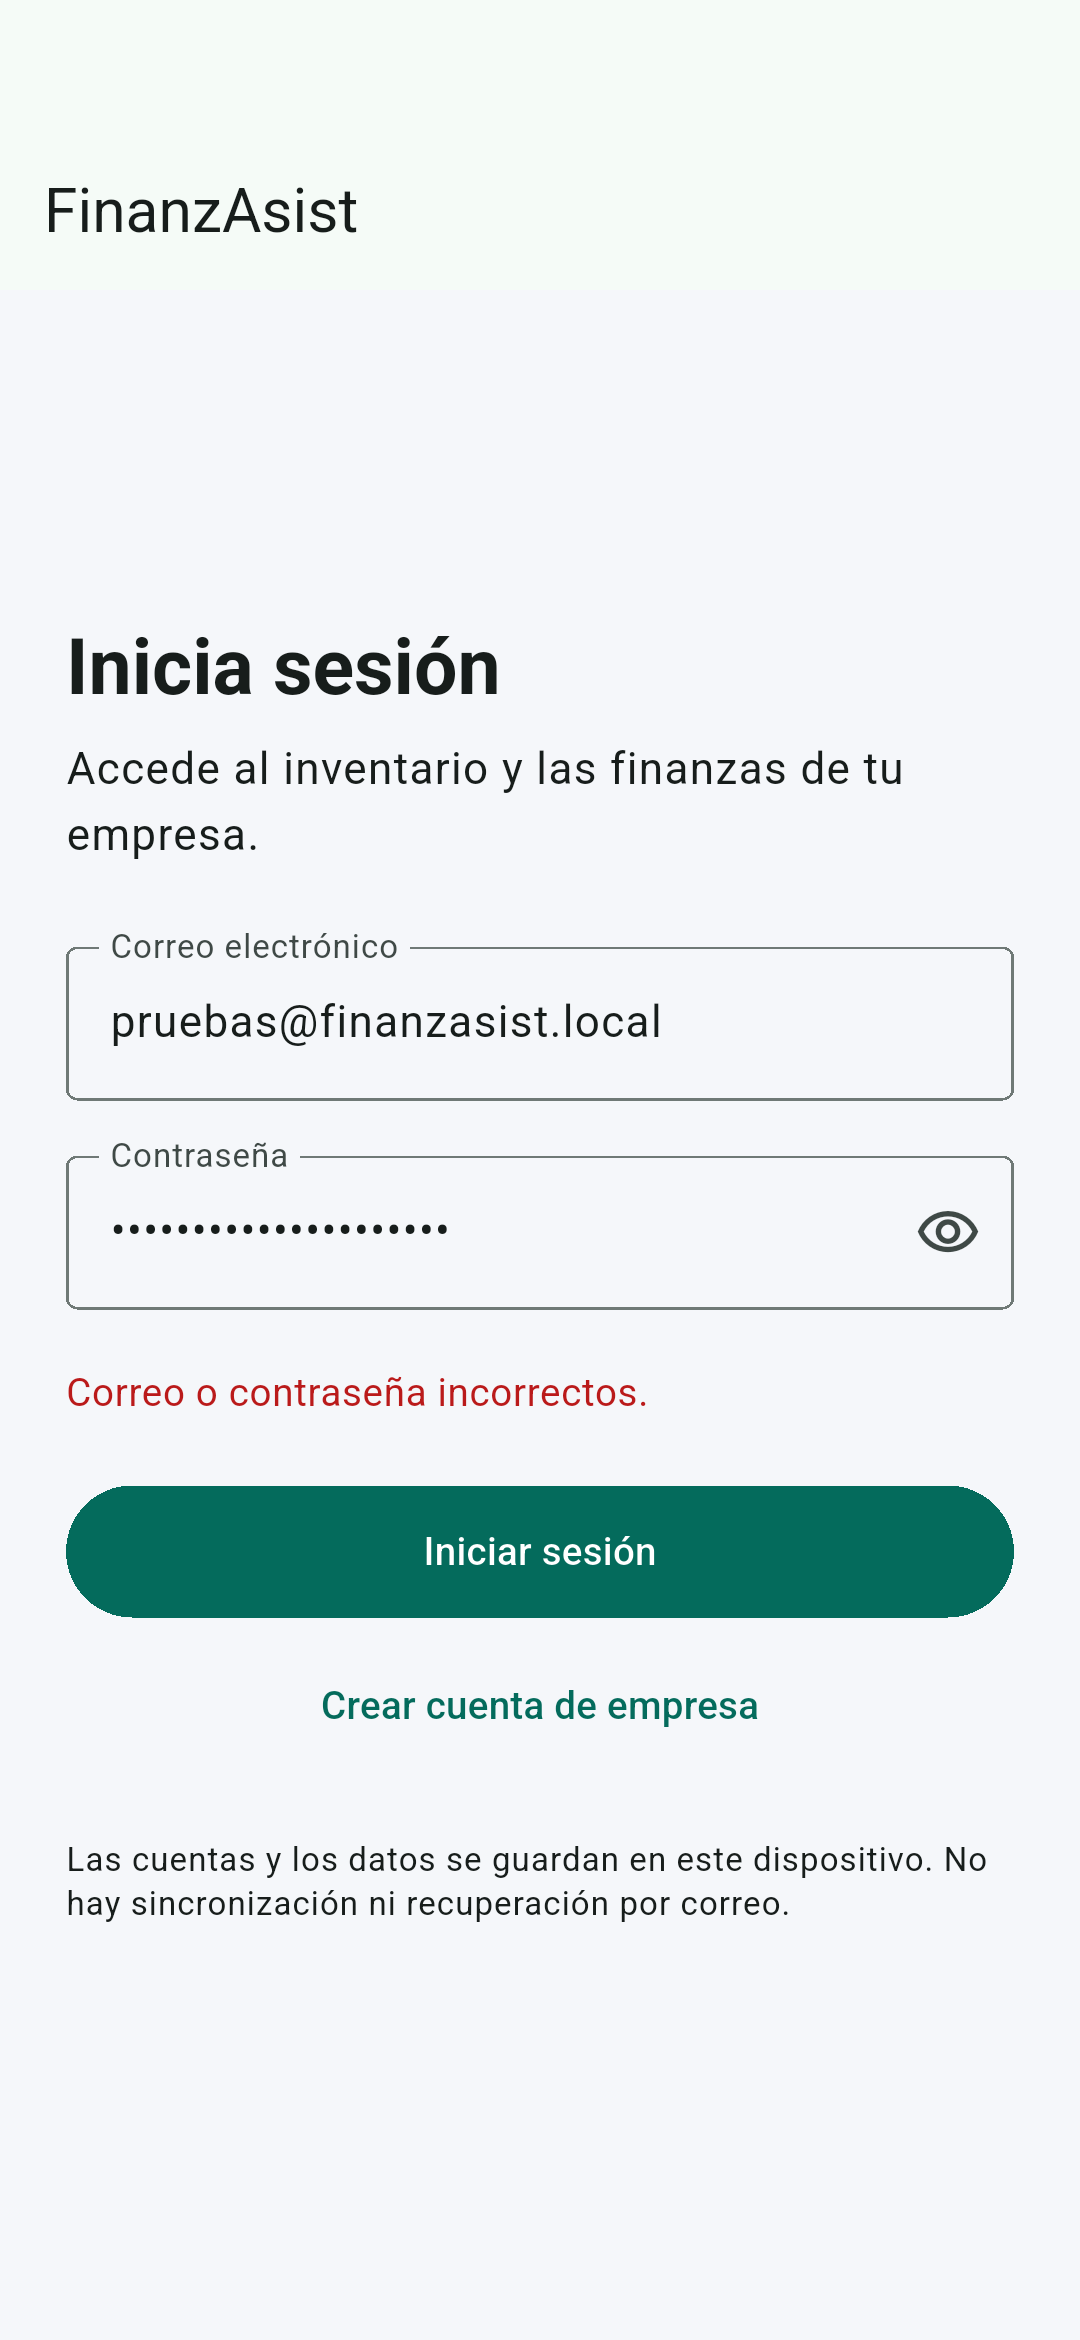 FinanzAsist
Inicia sesión
Accede al inventario y las finanzas de tu
empresa.
Correo electrónico
pruebas@finanzasist.local
Contraseña
•••••••••••••••••••••
Correo o contraseña incorrectos.
Iniciar sesión
Crear cuenta de empresa
Las cuentas y los datos se guardan en este dispositivo. No
hay sincronización ni recuperación por correo.